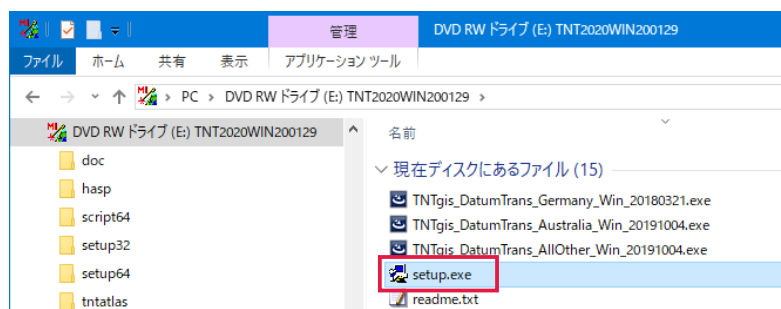 管理
DVD RW ドライブ (E:) TNT2020WIN200129
ファイル ホーム 共有 表示 アプリケーション ツール
PC > DVD RW ドライブ (E:) TNT2020WIN200129 >
DVD RW ドライブ (E:) TNT2020WIN200129
名前
doc
現在ディスクにあるファイル (15)
hasp
TNTgis_DatumTrans_Germany_Win_20180321.exe
script64
TNTgis_DatumTrans_Australia_Win_20191004.exe
setup32
TNTgis_DatumTrans_AllOther_Win_20191004.exe
setup64
setup.exe
tntatlas
readme.txt